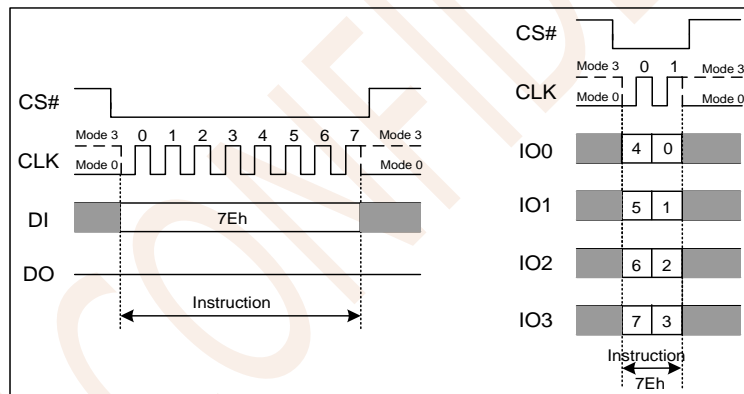 CS#
Mode 3 0 1 2 3 4 5 6 7 Mode 3
CLK
Mode 0 Mode 0
DI 7Eh
DO
Instruction
CS#
Mode 3 0 1 Mode 3
CLK
Mode 0 Mode 0
IO0 4 0
IO1 5 1
IO2 6 2
IO3 7 3
Instruction
7Eh
CONFIDE